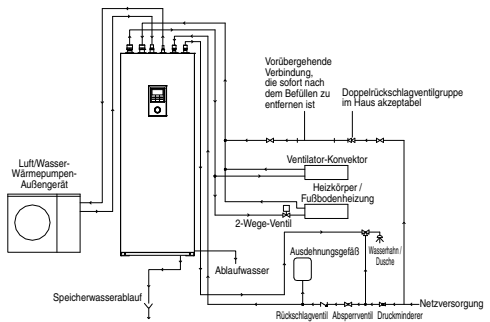 Vorübergehende
Verbindung,
die sofort nach
dem Befüllen zu
entfernen ist
Doppelrückschlagventilgruppe
im Haus akzeptabel
Luft/Wasser-
Wärmepumpen-
Außengerät
Ventilator-Konvektor
Heizkörper /
Fußbodenheizung
2-Wege-Ventil
Ausdehnungsgefäß
Wasserhahn /
Dusche
Ablaufwasser
Speicherwasserablauf
Netzversorgung
Rückschlagventil
Absperrventil
Druckminderer